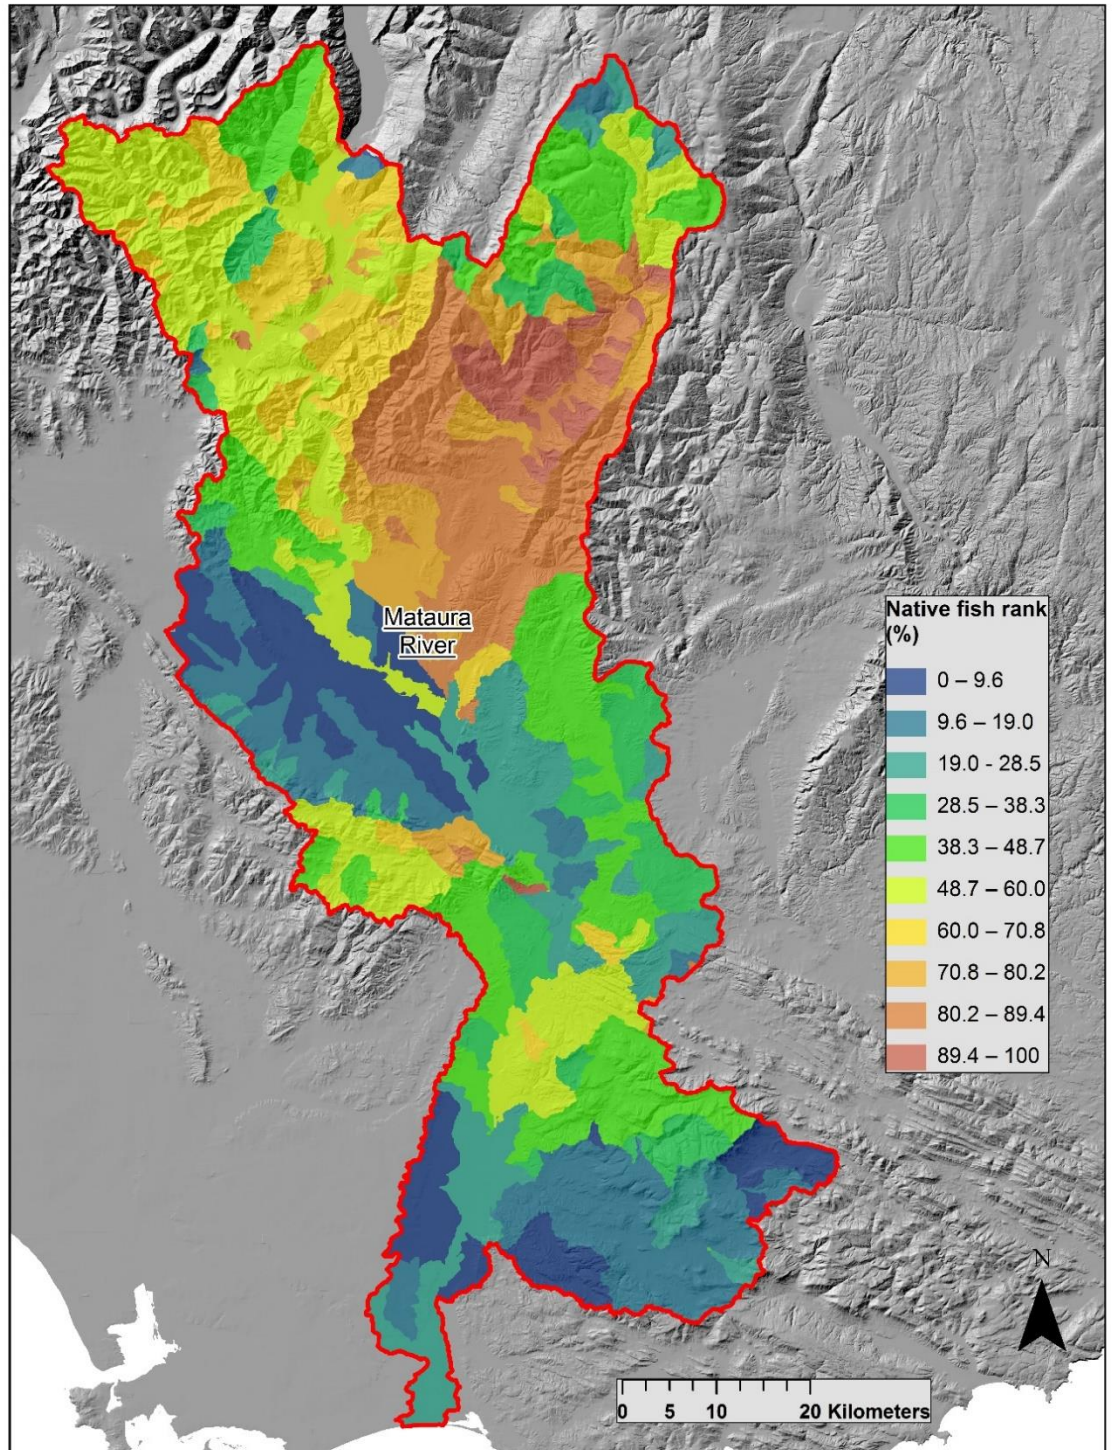 Mataura
River
Native fish rank
(%)
0 – 9.6
9.6 – 19.0
19.0 - 28.5
28.5 – 38.3
38.3 – 48.7
48.7 – 60.0
60.0 – 70.8
70.8 – 80.2
80.2 – 89.4
89.4 – 100
N
0 5 10 20 Kilometers